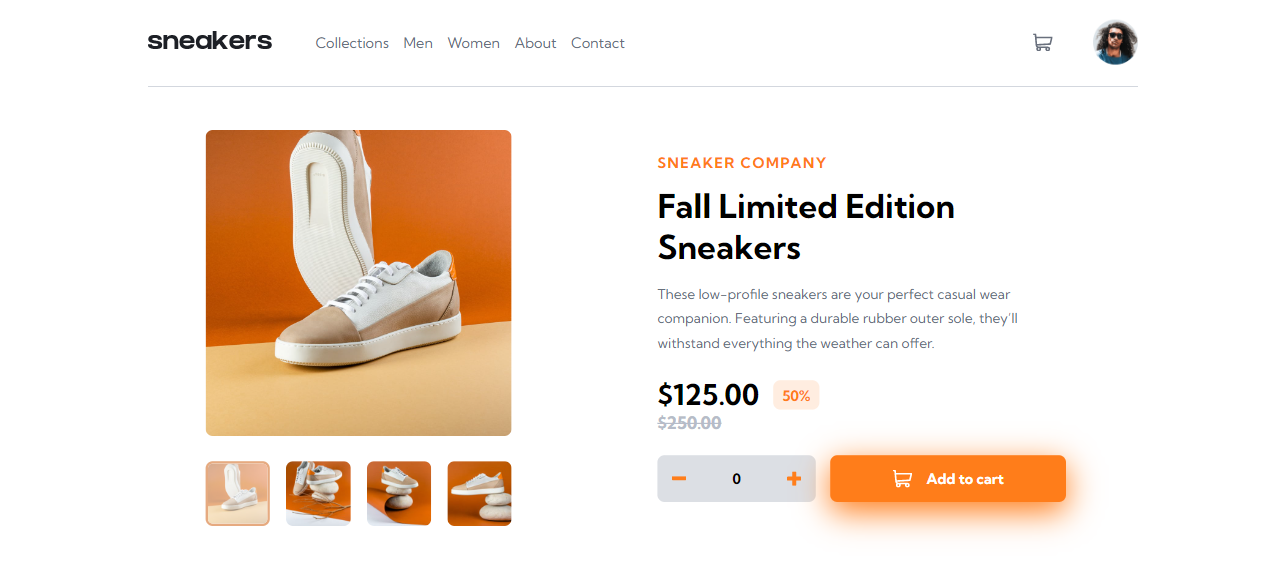 sneakers
Collections Men Women About Contact
SNEAKER COMPANY
Fall Limited Edition
Sneakers
These low-profile sneakers are your perfect casual wear
companion. Featuring a durable rubber outer sole, they'll
withstand everything the weather can offer.
$125.00 50%
$250.00
0
Add to cart